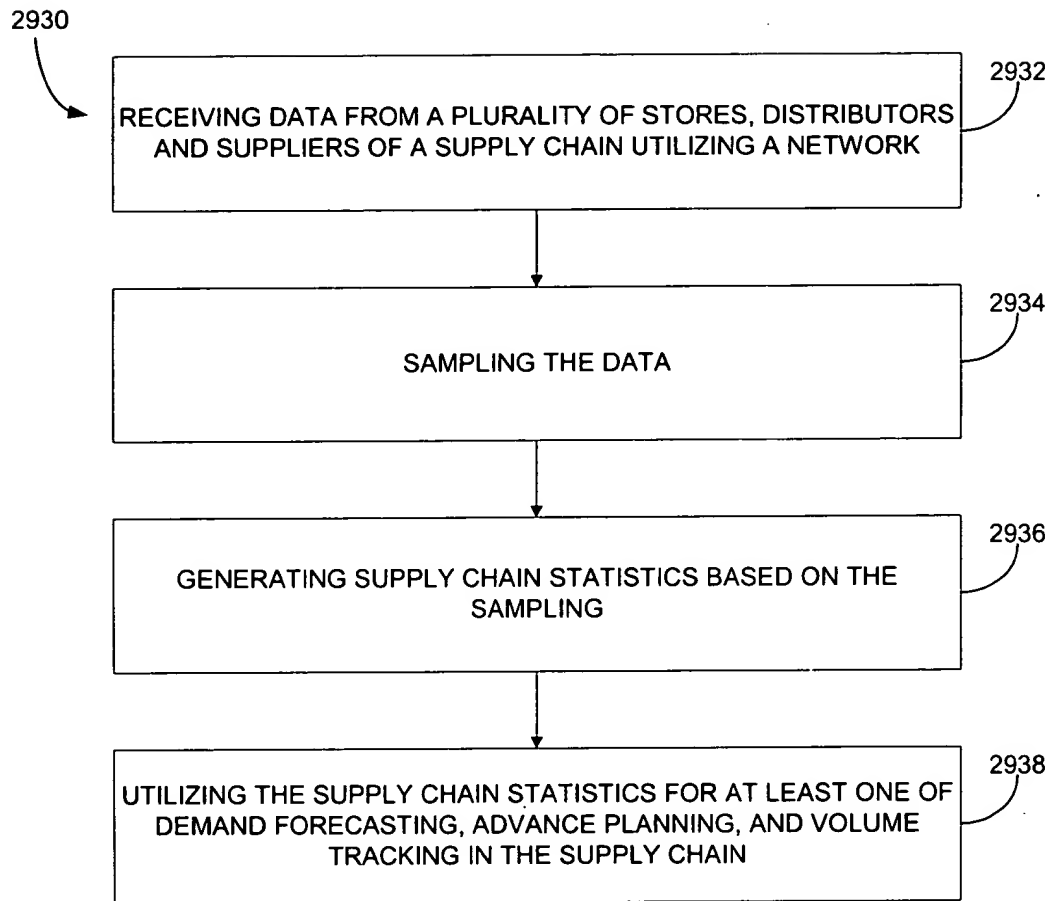 2930
2932
RECEIVING DATA FROM A PLURALITY OF STORES, DISTRIBUTORS
AND SUPPLIERS OF A SUPPLY CHAIN UTILIZING A NETWORK
2934
SAMPLING THE DATA
2936
GENERATING SUPPLY CHAIN STATISTICS BASED ON THE
SAMPLING
2938
UTILIZING THE SUPPLY CHAIN STATISTICS FOR AT LEAST ONE OF
DEMAND FORECASTING, ADVANCE PLANNING, AND VOLUME
TRACKING IN THE SUPPLY CHAIN